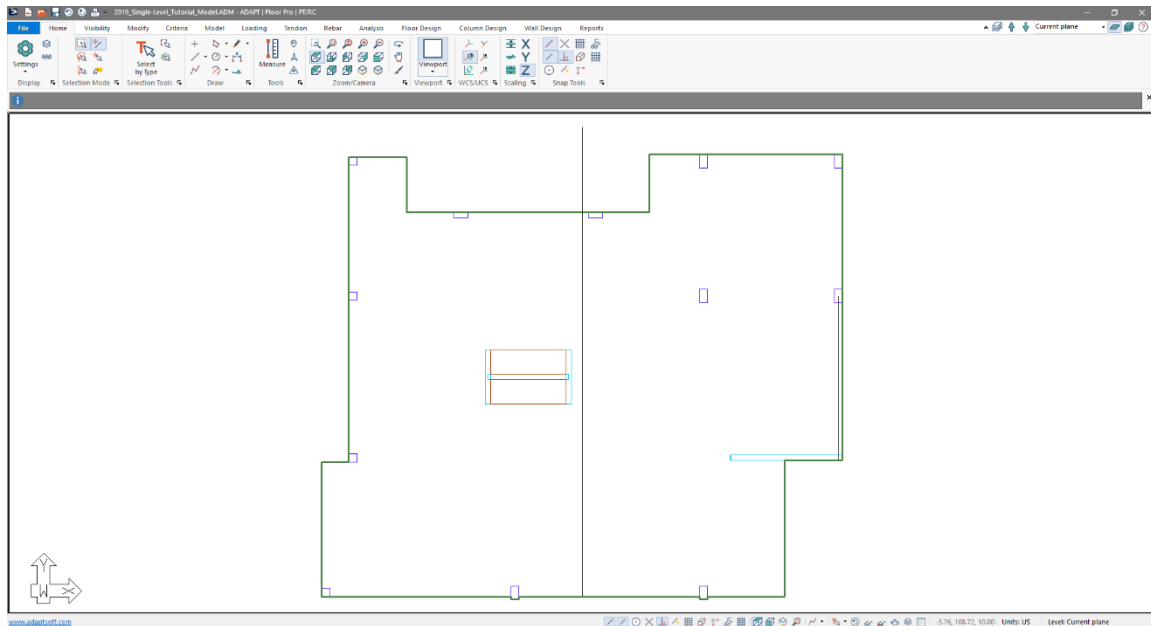 2019_Single-Level_Tutorial_Model.ADM - ADAPT | Floor Pro | PT/RC
File Home Visibility Modify Criteria Model Loading Tendon Rebar Analysis Floor Design Column Design Wall Design Reports Current plane
Settings
Select
by Type
Measure
Viewport
X
Y
Z
Display Selection Mode Selection Tools Draw Tools Zoom/Camera Viewport WCS/UCS Scaling Snap Tools
Y
W X
www.adaptsoft.com -3.76, 108.72, 10.00 Units: US Level: Current plane